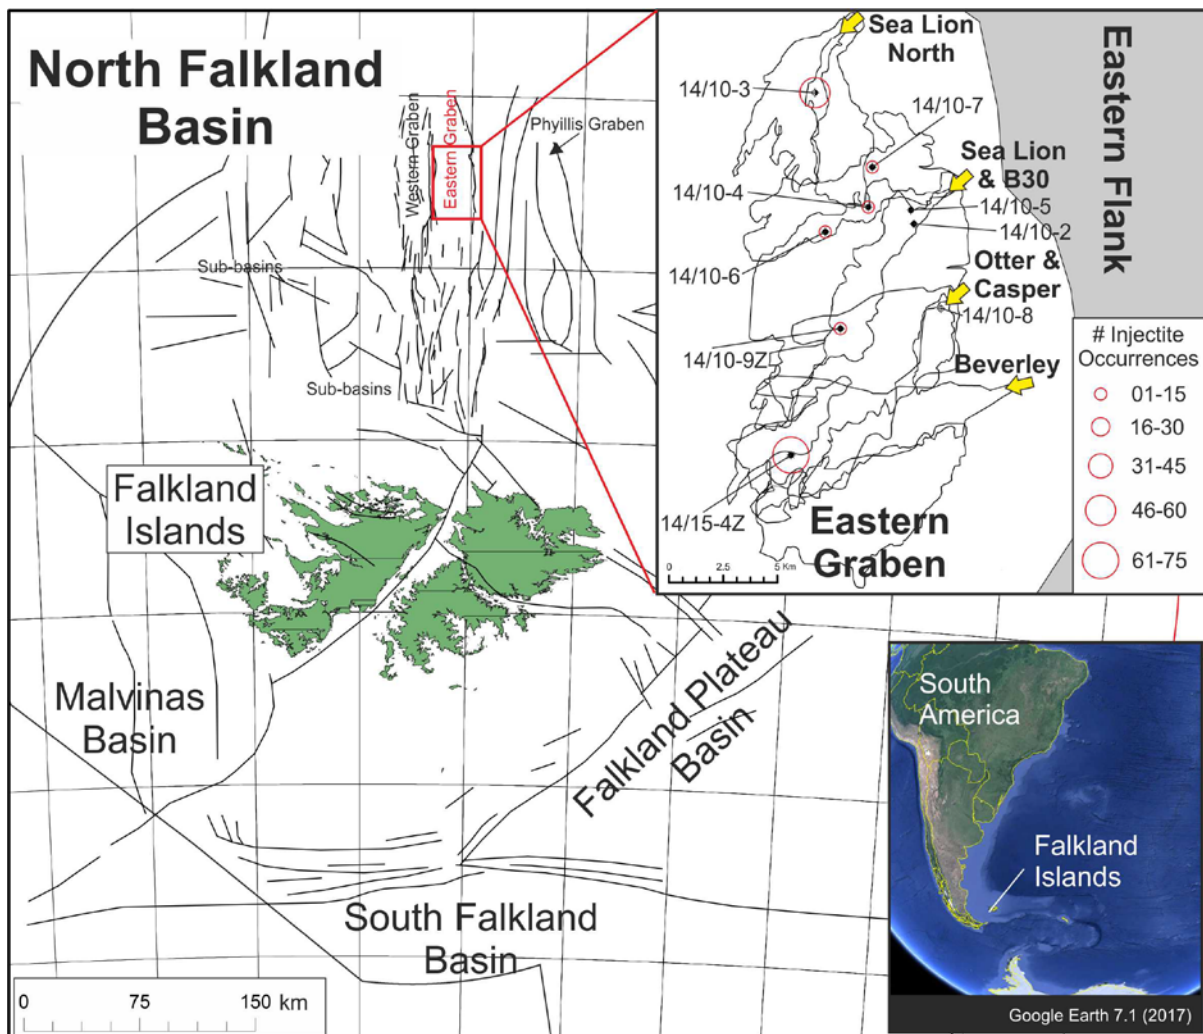 North Falkland
Basin
Western Graben
Eastern Graben
Phyillis Graben
Sub-basins
Sub-basins
Falkland
Islands
Malvinas
Basin
Falkland Plateau
Basin
South Falkland
Basin
0 75 150 km
Sea Lion
North
14/10-3
14/10-7
Sea Lion
& B30
14/10-4
14/10-5
14/10-2
14/10-6
Otter &
Casper
14/10-8
14/10-9Z
Beverley
14/15-4Z
Eastern
Graben
Eastern Flank
0 2.5 5 Km
# Injectite
Occurrences
01-15
16-30
31-45
46-60
61-75
South
America
Falkland
Islands
Google Earth 7.1 (2017)